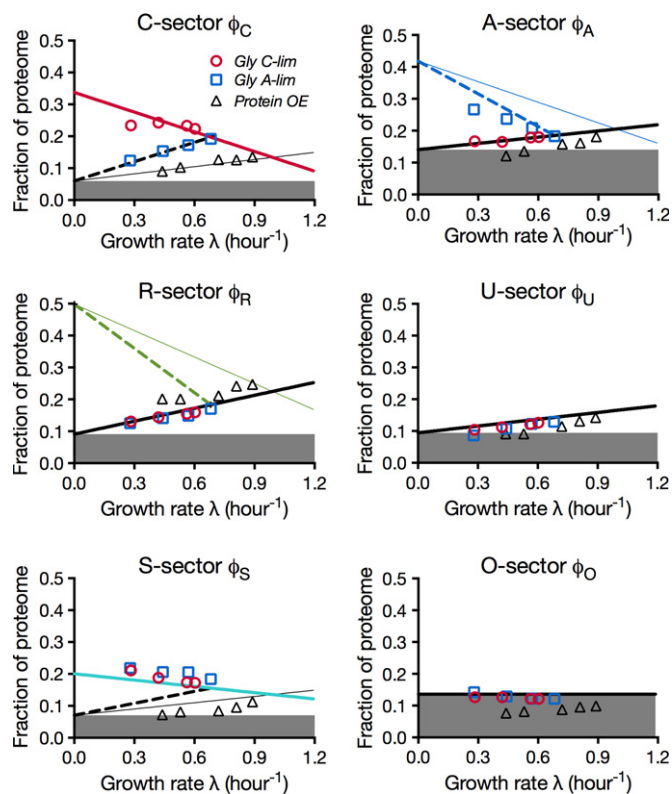 C-sector ϕC
Fraction of proteome
0.5
0.4
0.3
0.2
0.1
0.0
Gly C-lim
Gly A-lim
Protein OE
0.0 0.3 0.6 0.9 1.2
Growth rate λ (hour⁻¹)
A-sector ϕA
Fraction of proteome
0.5
0.4
0.3
0.2
0.1
0.0
0.0 0.3 0.6 0.9 1.2
Growth rate λ (hour⁻¹)
R-sector ϕR
Fraction of proteome
0.5
0.4
0.3
0.2
0.1
0.0
0.0 0.3 0.6 0.9 1.2
Growth rate λ (hour⁻¹)
U-sector ϕU
Fraction of proteome
0.5
0.4
0.3
0.2
0.1
0.0
0.0 0.3 0.6 0.9 1.2
Growth rate λ (hour⁻¹)
S-sector ϕS
Fraction of proteome
0.5
0.4
0.3
0.2
0.1
0.0
0.0 0.3 0.6 0.9 1.2
Growth rate λ (hour⁻¹)
O-sector ϕO
Fraction of proteome
0.5
0.4
0.3
0.2
0.1
0.0
0.0 0.3 0.6 0.9 1.2
Growth rate λ (hour⁻¹)